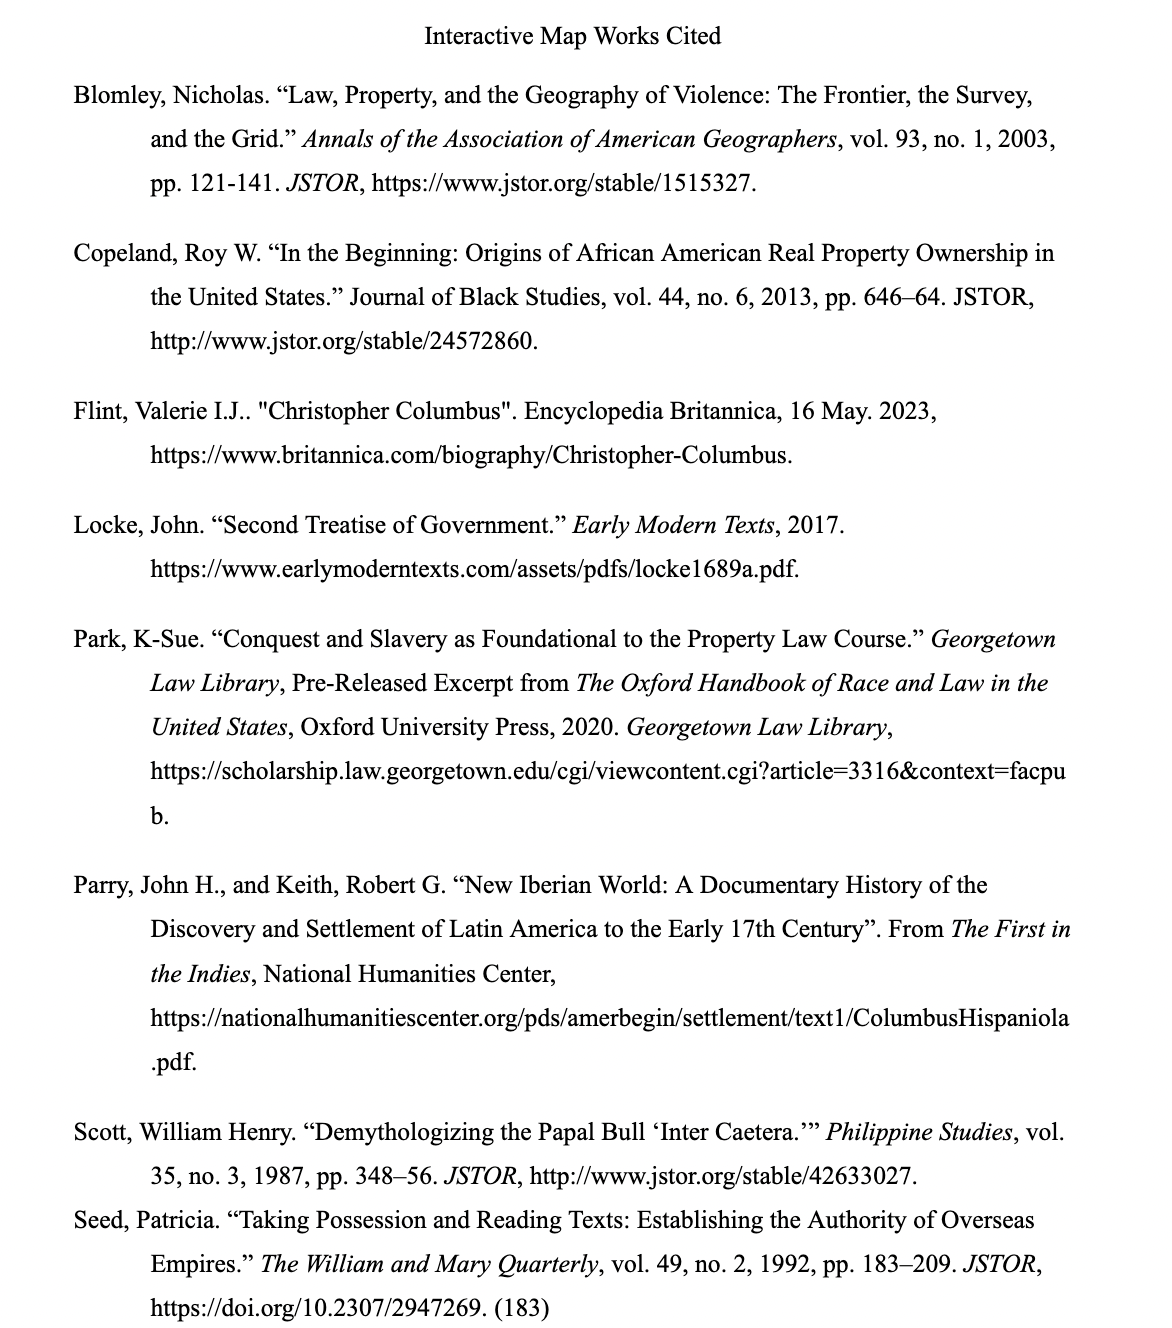 Interactive Map Works Cited
Blomley, Nicholas. “Law, Property, and the Geography of Violence: The Frontier, the Survey,
and the Grid.” Annals of the Association of American Geographers, vol. 93, no. 1, 2003,
pp. 121-141. JSTOR, https://www.jstor.org/stable/1515327.
Copeland, Roy W. “In the Beginning: Origins of African American Real Property Ownership in
the United States.” Journal of Black Studies, vol. 44, no. 6, 2013, pp. 646–64. JSTOR,
http://www.jstor.org/stable/24572860.
Flint, Valerie I.J.. "Christopher Columbus". Encyclopedia Britannica, 16 May. 2023,
https://www.britannica.com/biography/Christopher-Columbus.
Locke, John. “Second Treatise of Government.” Early Modern Texts, 2017.
https://www.earlymoderntexts.com/assets/pdfs/locke1689a.pdf.
Park, K-Sue. “Conquest and Slavery as Foundational to the Property Law Course.” Georgetown
Law Library, Pre-Released Excerpt from The Oxford Handbook of Race and Law in the
United States, Oxford University Press, 2020. Georgetown Law Library,
https://scholarship.law.georgetown.edu/cgi/viewcontent.cgi?article=3316&context=facpu
b.
Parry, John H., and Keith, Robert G. “New Iberian World: A Documentary History of the
Discovery and Settlement of Latin America to the Early 17th Century”. From The First in
the Indies, National Humanities Center,
https://nationalhumanitiescenter.org/pds/amerbegin/settlement/text1/ColumbusHispaniola
.pdf.
Scott, William Henry. “Demythologizing the Papal Bull ‘Inter Caetera.’” Philippine Studies, vol.
35, no. 3, 1987, pp. 348–56. JSTOR, http://www.jstor.org/stable/42633027.
Seed, Patricia. “Taking Possession and Reading Texts: Establishing the Authority of Overseas
Empires.” The William and Mary Quarterly, vol. 49, no. 2, 1992, pp. 183–209. JSTOR,
https://doi.org/10.2307/2947269. (183)